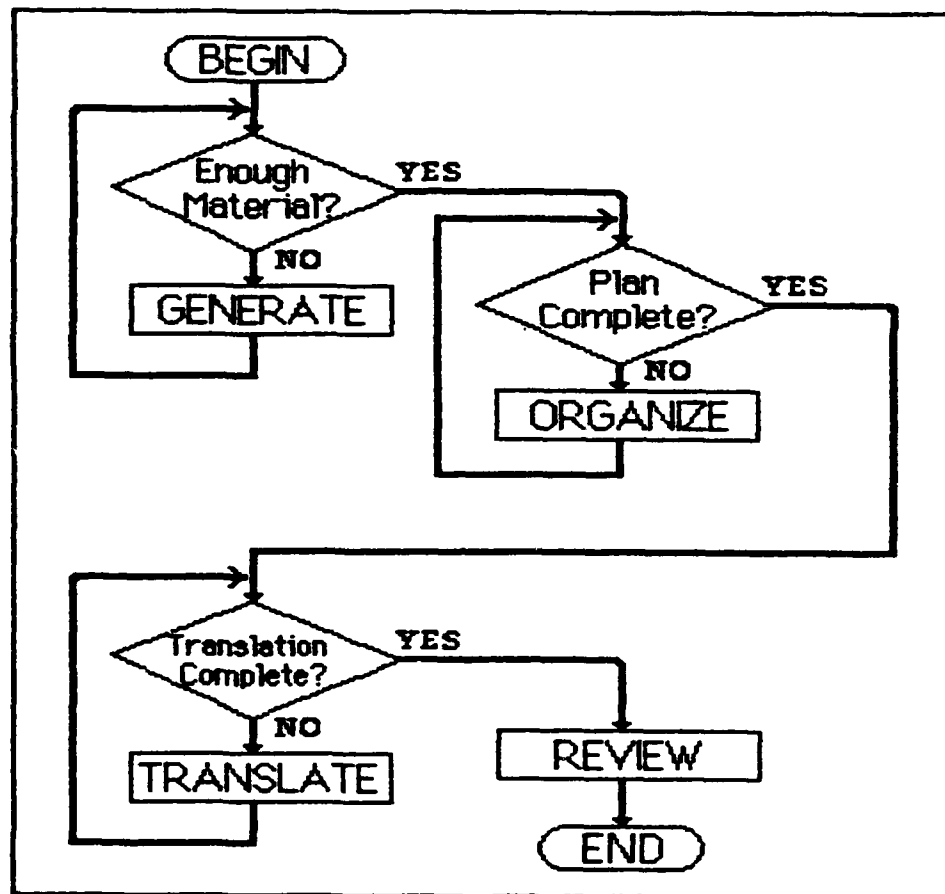 BEGIN
Enough
Material?
YES
NO
GENERATE
Plan
Complete?
YES
NO
ORGANIZE
Translation
Complete?
YES
NO
TRANSLATE
REVIEW
END